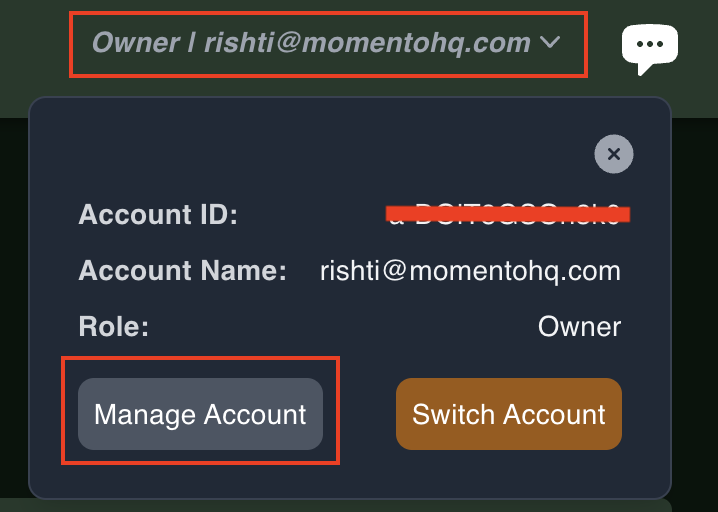 Owner | rishti@momentohq.com
Account ID:
Account Name: rishti@momentohq.com
Role: Owner
Manage Account Switch Account